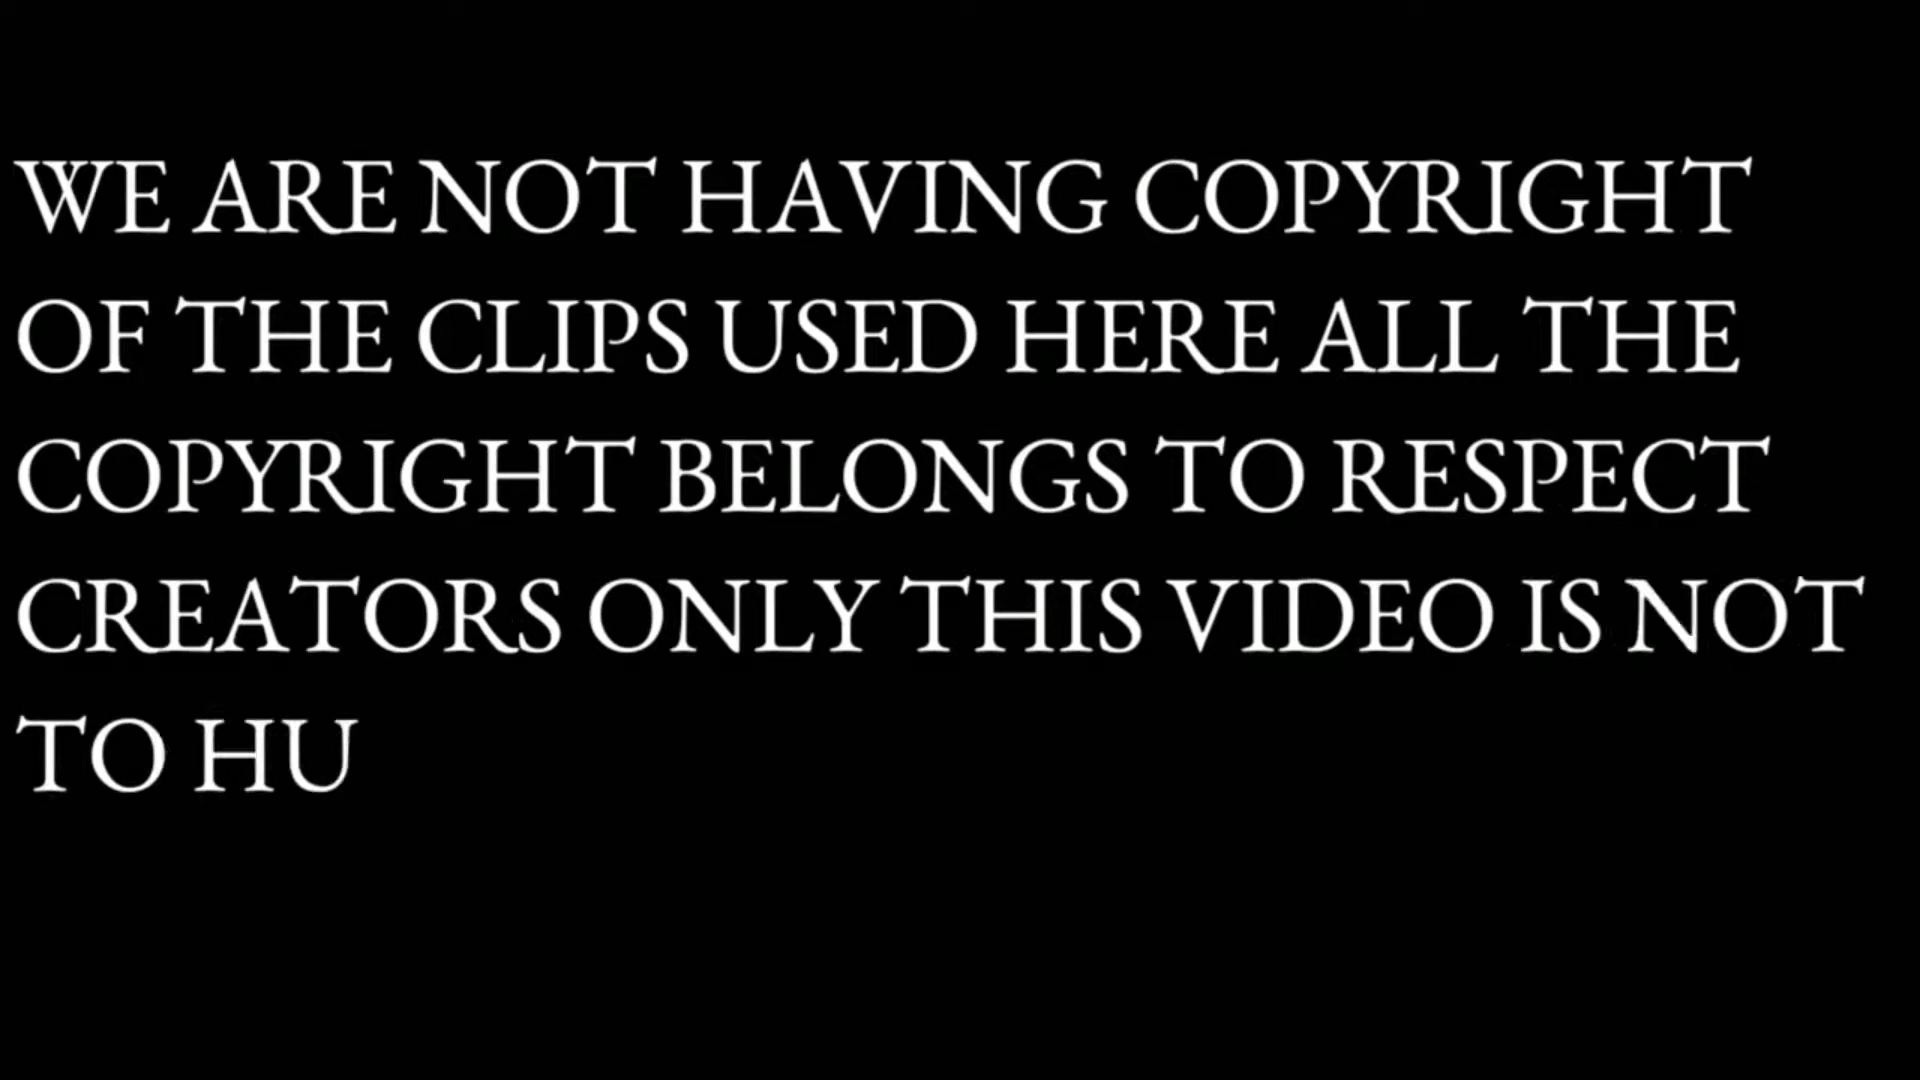 WE ARE NOT HAVING COPYRIGHT
OF THE CLIPS USED HERE ALL THE
COPYRIGHT BELONGS TO RESPECT
CREATORS ONLY THIS VIDEO IS NOT
TO HU